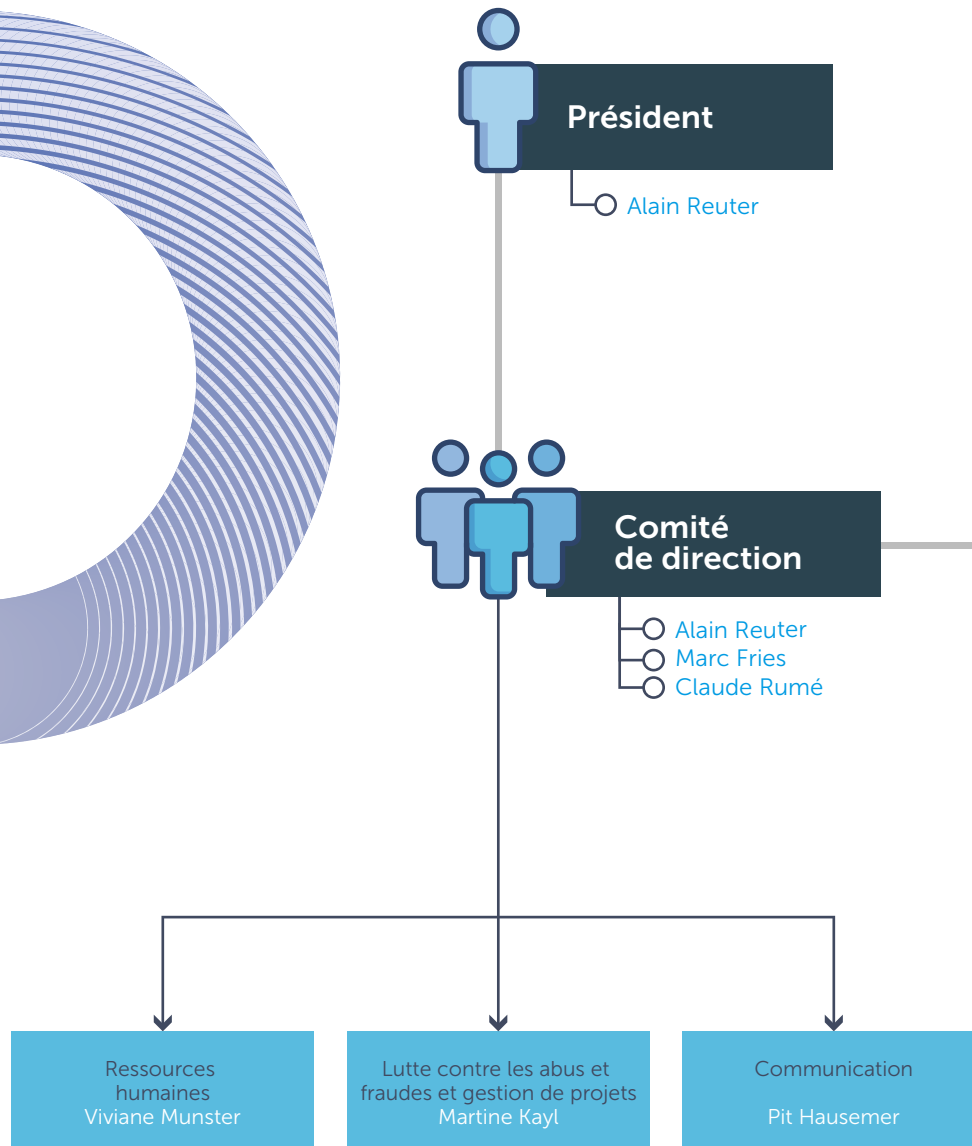 Président
Alain Reuter
Comité
de direction
Alain Reuter
Marc Fries
Claude Rumé
Ressources
humaines
Viviane Munster
Lutte contre les abus et
fraudes et gestion de projets
Martine Kayl
Communication
Pit Hausemer